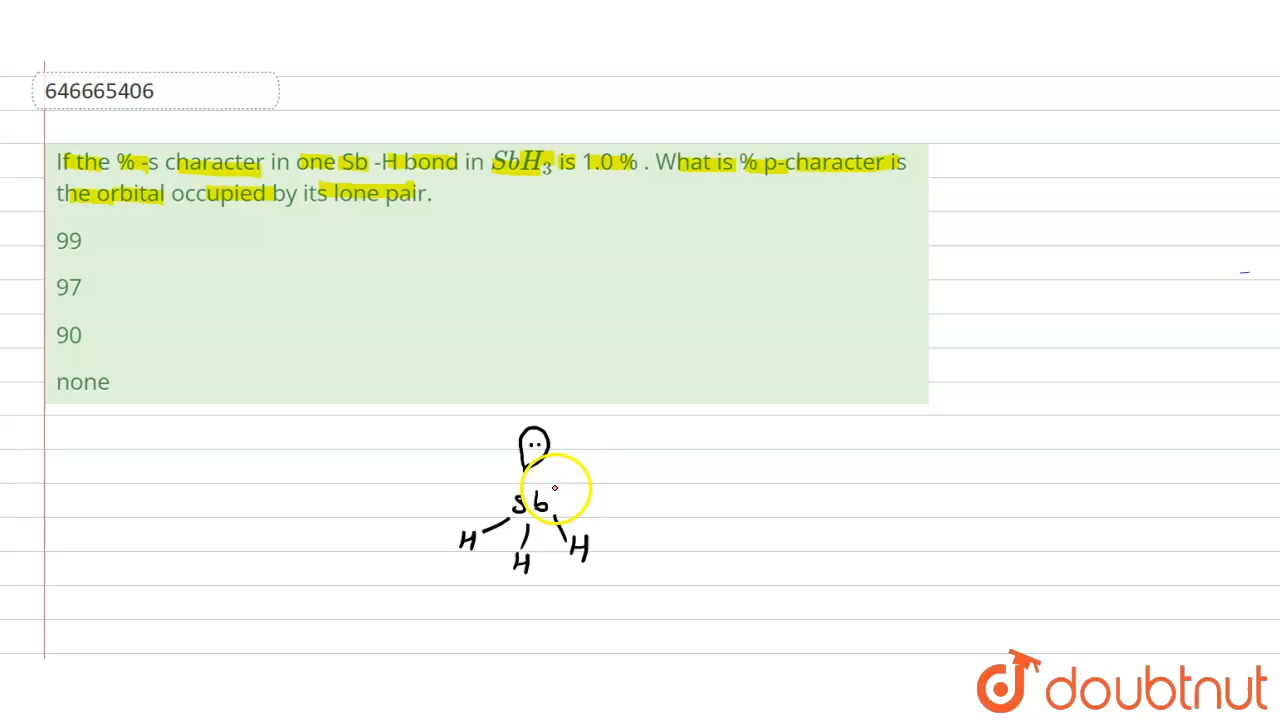 646665406
If the % -s character in one Sb -H bond in SbH₃ is 1.0 % . What is % p-character is
the orbital occupied by its lone pair.
99
97
90
none
Sb
H
H
H
doubtnut